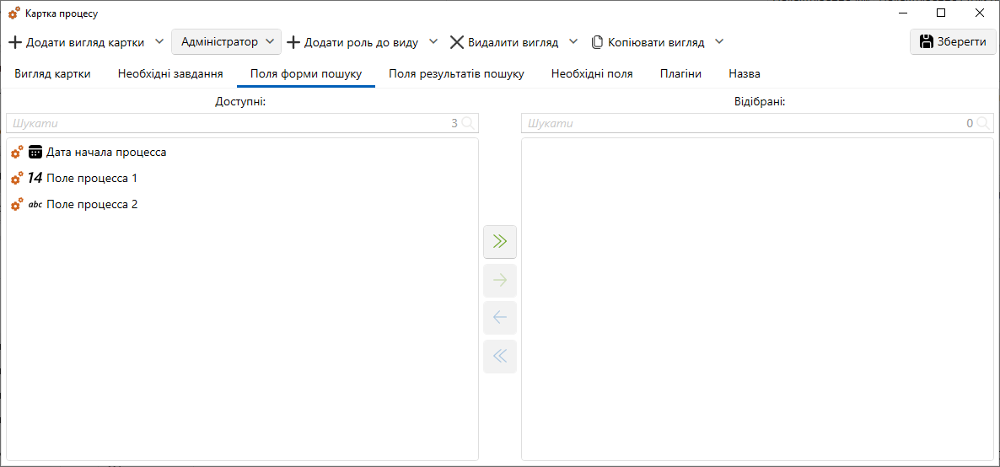 Картка процесу
Додати вигляд картки Адміністратор Додати роль до виду Видалити вигляд Копіювати вигляд Зберегти
Вигляд картки Необхідні завдання Поля форми пошуку Поля результатів пошуку Необхідні поля Плагіни Назва
Доступні: Відібрані:
Шукати 3 Шукати 0
Дата начала процесса
14 Поле процесса 1
abc Поле процесса 2